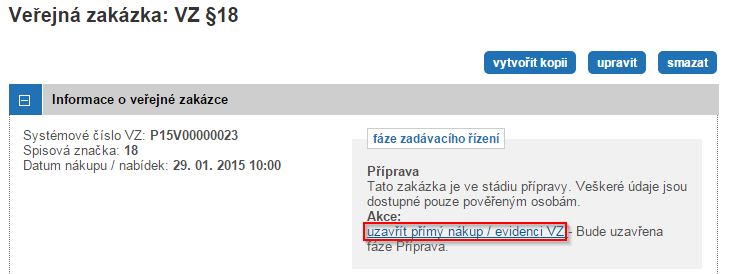 Veřejná zakázka: VZ §18
vytvořit kopii upravit smazat
Informace o veřejné zakázce
Systémové číslo VZ: P15V00000023
Spisová značka: 18
Datum nákupu / nabídek: 29. 01. 2015 10:00
fáze zadávacího řízení
Příprava
Tato zakázka je ve stádiu přípravy. Veškeré údaje jsou
dostupné pouze pověřeným osobám.
Akce:
uzavřít přímý nákup / evidenci VZ - Bude uzavřena
fáze Příprava.